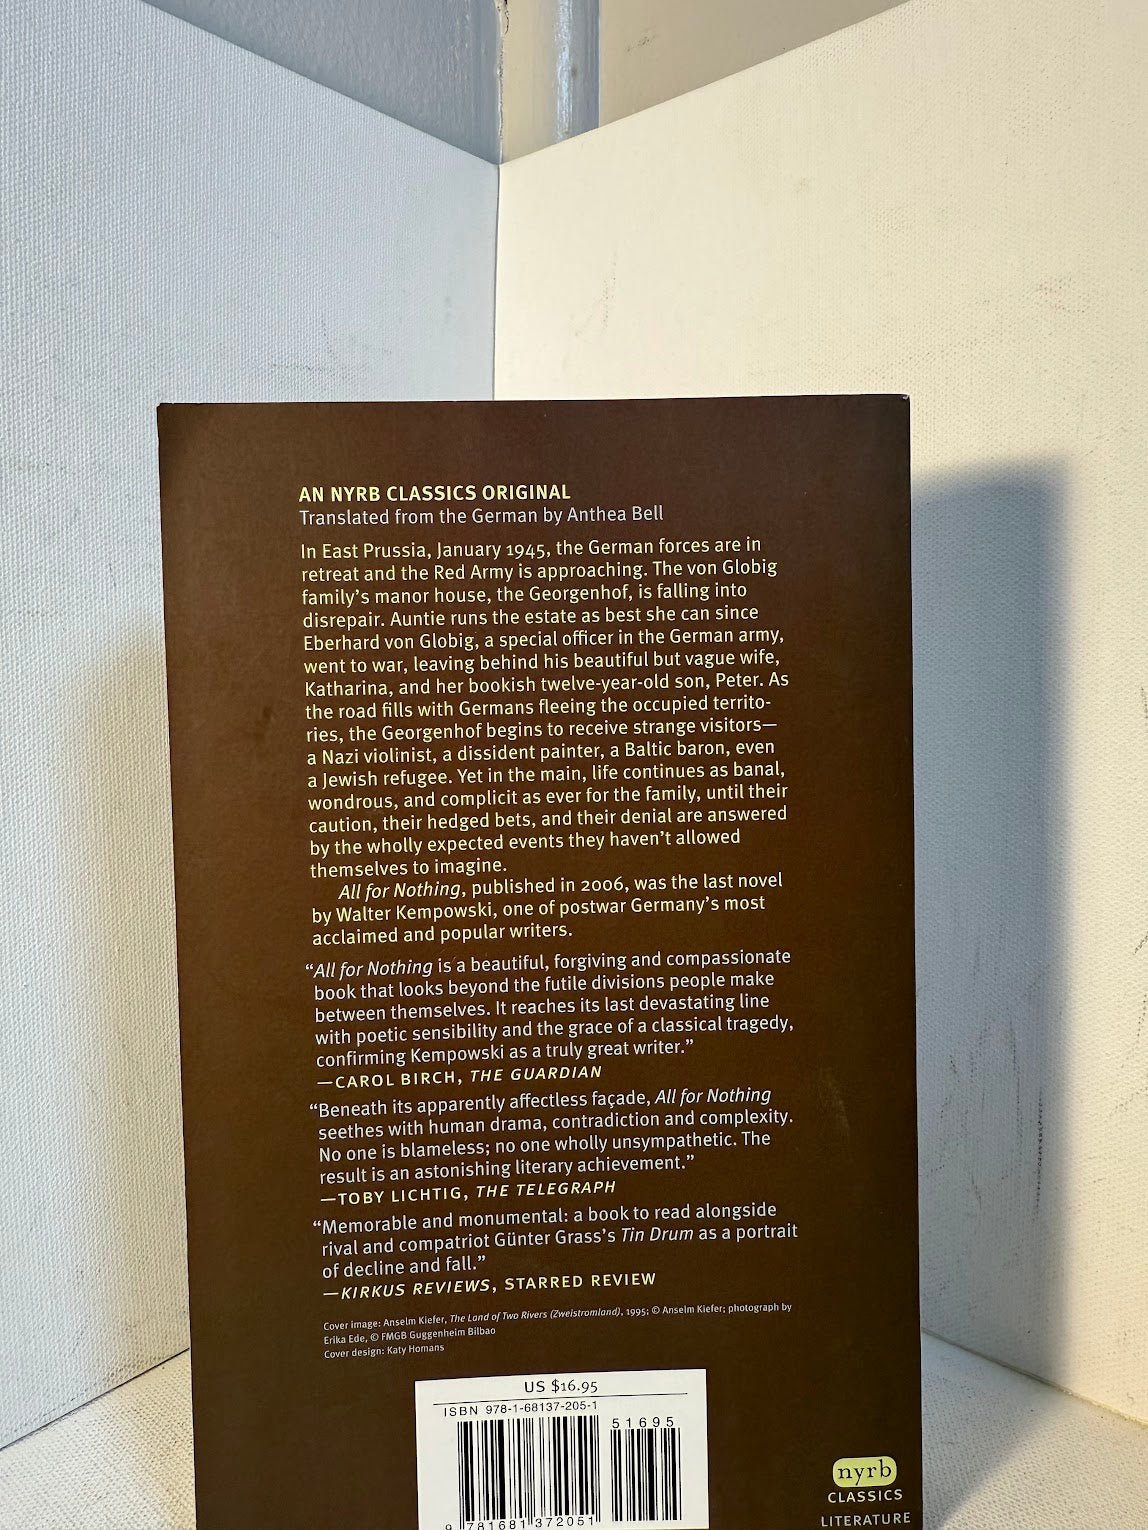 AN NYRB CLASSICS ORIGINAL
Translated from the German by Anthea Bell
In East Prussia, January 1945, the German forces are in
retreat and the Red Army is approaching. The von Globig
family's manor house, the Georgenhof, is falling into
disrepair. Auntie runs the estate as best she can since
Eberhard von Globig, a special officer in the German army,
went to war, leaving behind his beautiful but vague wife,
Katharina, and her bookish twelve-year-old son, Peter. As
the road fills with Germans fleeing the occupied territo-
ries, the Georgenhof begins to receive strange visitors—
a Nazi violinist, a dissident painter, a Baltic baron, even
a Jewish refugee. Yet in the main, life continues as banal,
wondrous, and complicit as ever for the family, until their
caution, their hedged bets, and their denial are answered
by the wholly expected events they haven't allowed
themselves to imagine.
All for Nothing, published in 2006, was the last novel
by Walter Kempowski, one of postwar Germany's most
acclaimed and popular writers.
“All for Nothing is a beautiful, forgiving and compassionate
book that looks beyond the futile divisions people make
between themselves. It reaches its last devastating line
with poetic sensibility and the grace of a classical tragedy,
confirming Kempowski as a truly great writer.”
—CAROL BIRCH, THE GUARDIAN
“Beneath its apparently affectless façade, All for Nothing
seethes with human drama, contradiction and complexity.
No one is blameless; no one wholly unsympathetic. The
result is an astonishing literary achievement.”
—TOBY LICHTIG, THE TELEGRAPH
“Memorable and monumental: a book to read alongside
rival and compatriot Günter Grass's Tin Drum as a portrait
of decline and fall.”
—KIRKUS REVIEWS, STARRED REVIEW
Cover image: Anselm Kiefer, The Land of Two Rivers (Zweistromland), 1995; © Anselm Kiefer; photograph by
Erika Ede, © FMGB Guggenheim Bilbao
Cover design: Katy Homans
US $16.95
ISBN 978-1-68137-205-1
51695
9 781681 372051
nyrb
CLASSICS
LITERATURE